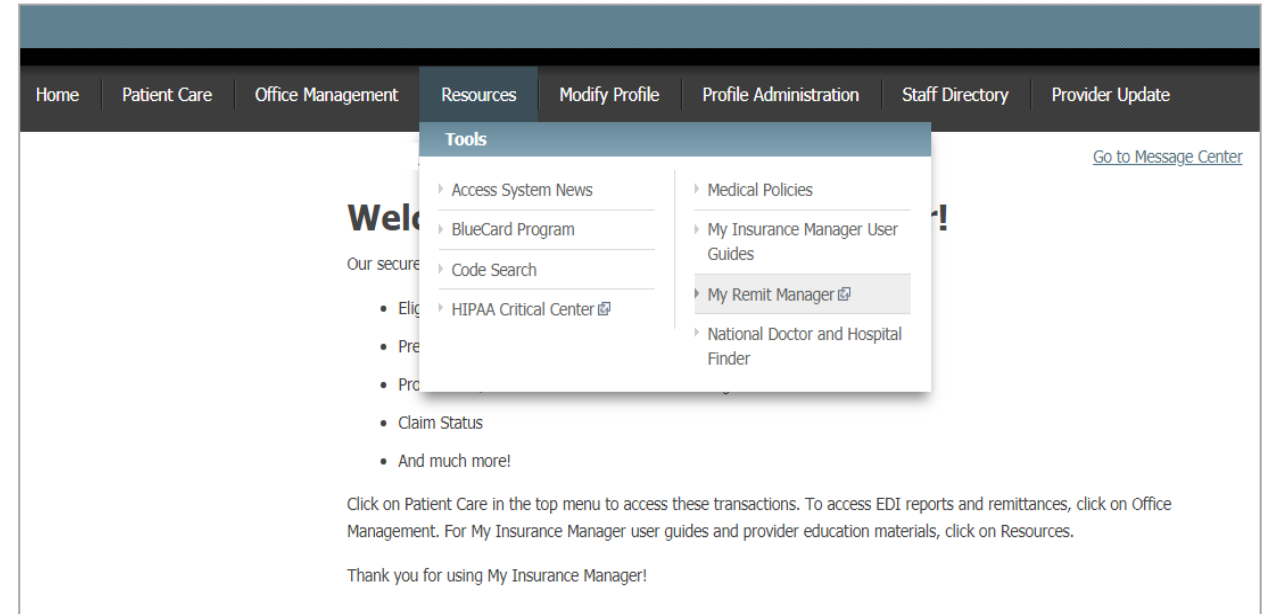 Home Patient Care Office Management Resources Modify Profile Profile Administration Staff Directory Provider Update
Tools
Go to Message Center
Access System News
BlueCard Program
Code Search
HIPAA Critical Center
Medical Policies
My Insurance Manager User
Guides
My Remit Manager
National Doctor and Hospital
Finder
Our secure
• Claim Status
• And much more!
Click on Patient Care in the top menu to access these transactions. To access EDI reports and remittances, click on Office
Management. For My Insurance Manager user guides and provider education materials, click on Resources.
Thank you for using My Insurance Manager!